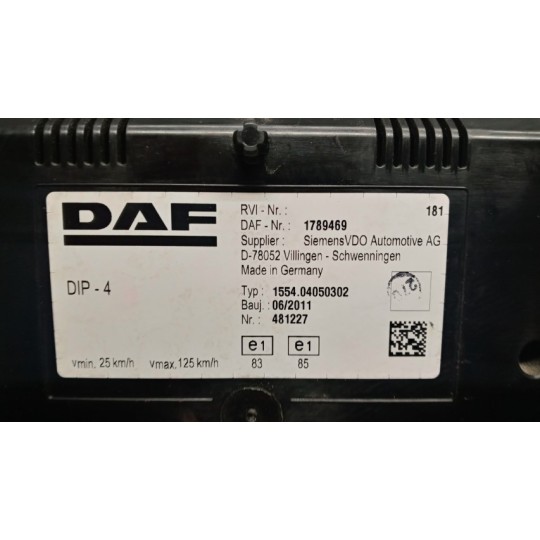 DAF
RVI - Nr. : 181
DAF - Nr. : 1789469
Supplier : SiemensVDO Automotive AG
D-78052 Villingen - Schwenningen
Made in Germany
DIP - 4
Typ : 1554.04050302
Bauj. : 06/2011
Nr. : 481227
e1 e1
vmin. 25 km/h vmax. 125 km/h 83 85